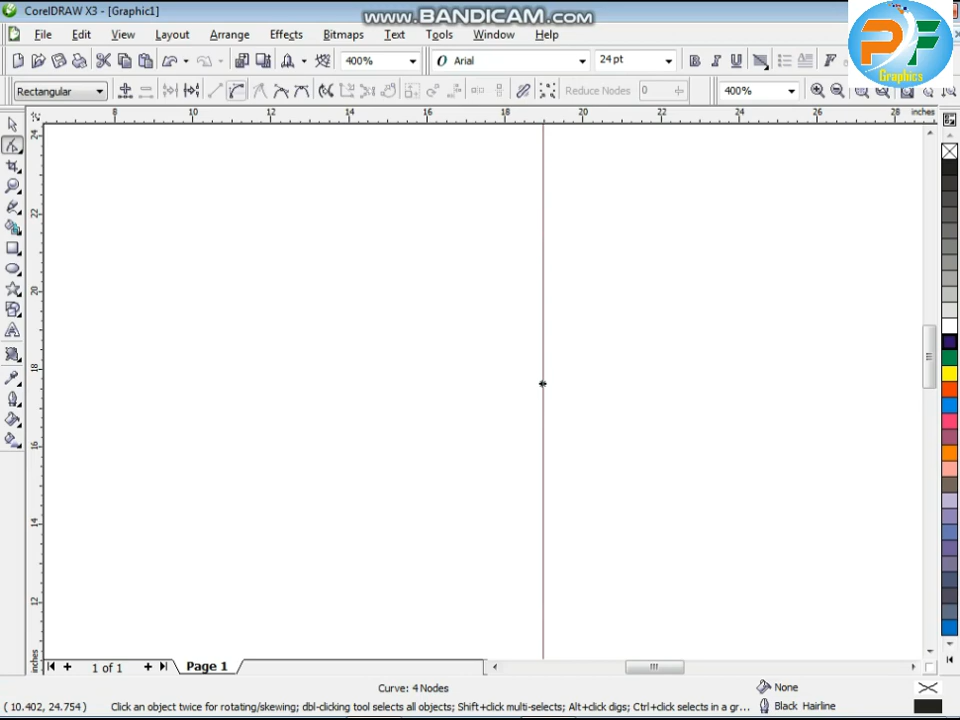 CorelDRAW X3 - [Graphic1]
www.BANDICAM.com
PF
Graphics
File Edit View Layout Arrange Effects Bitmaps Text Tools Window Help
400% O Arial 24 pt B I U F
Rectangular Reduce Nodes 0 400%
8 10 12 14 16 18 20 22 24 26 28 inches
24
22
20
18
16
14
12
inches
1 of 1 Page 1
Curve: 4 Nodes None
( 10.402, 24.754 ) Click an object twice for rotating/skewing; dbl-clicking tool selects all objects; Shift+click multi-selects; Alt+click digs; Ctrl+click selects in a gr... Black Hairline